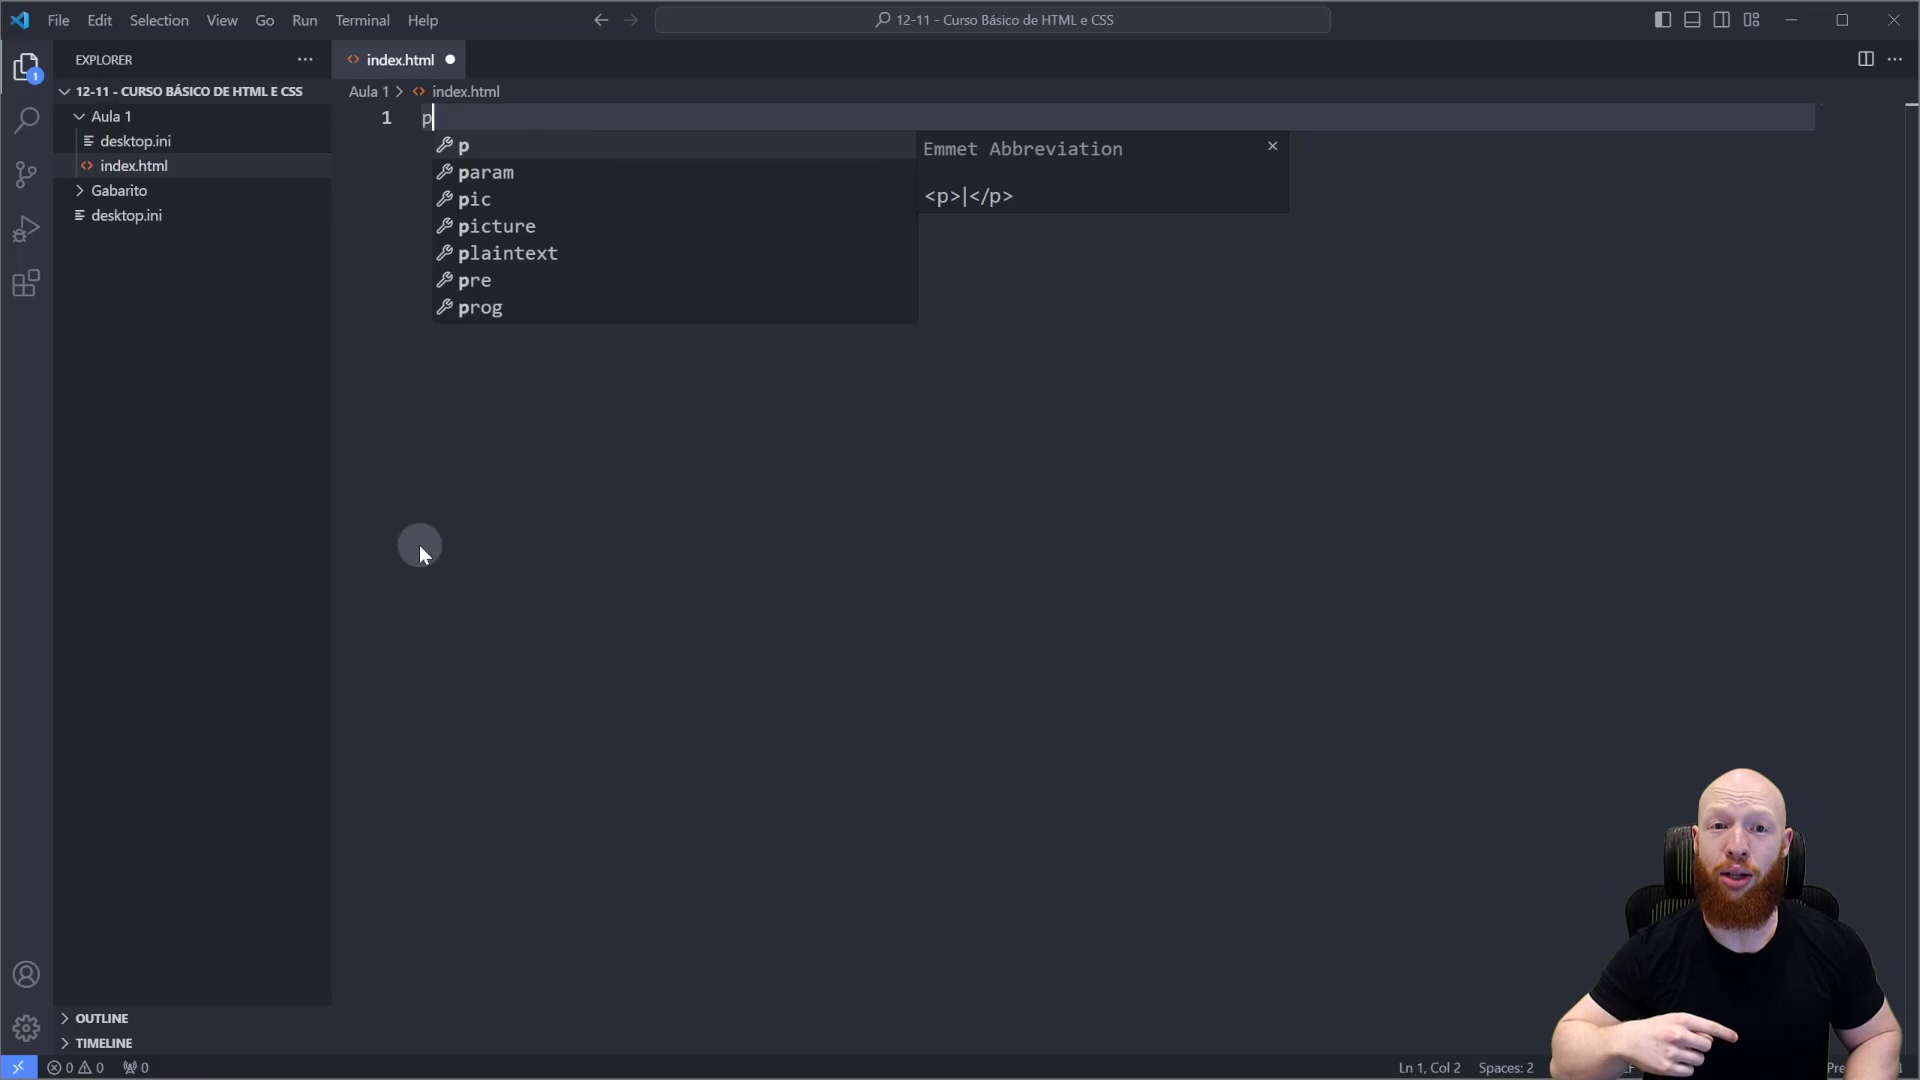 File Edit Selection View Go Run Terminal Help
12-11 - Curso Básico de HTML e CSS
EXPLORER
index.html
12-11 - CURSO BÁSICO DE HTML E CSS
Aula 1
desktop.ini
index.html
Gabarito
desktop.ini
Aula 1 > index.html
1 p
p
param
pic
picture
plaintext
pre
prog
Emmet Abbreviation
<p>|</p>
OUTLINE
TIMELINE
1
0 0 0
Ln 1, Col 2 Spaces: 2